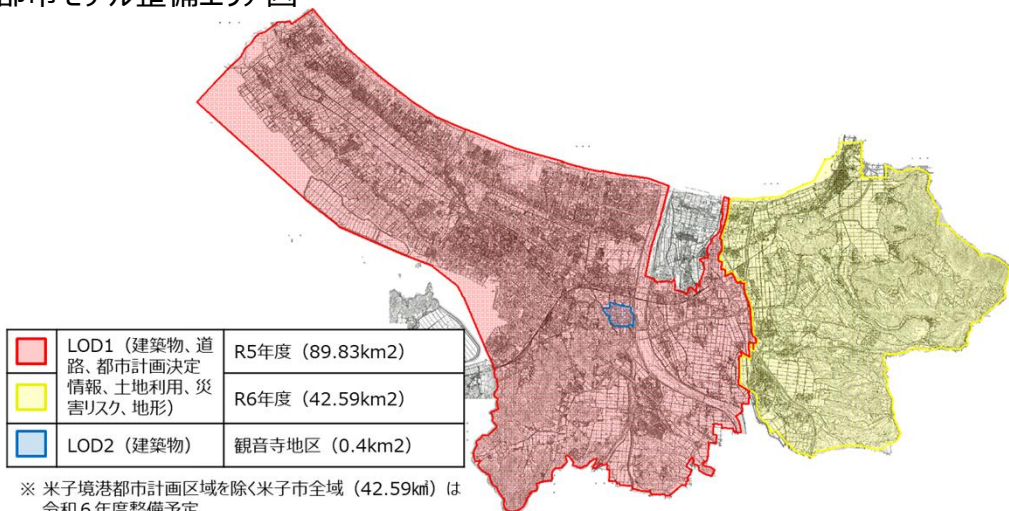 都市モデル整備エリア図
LOD1（建築物、道
路、都市計画決定
情報、土地利用、災
害リスク、地形）
R5年度（89.83km2）
R6年度（42.59km2）
LOD2（建築物）
観音寺地区（0.4km2）
※ 米子境港都市計画区域を除く米子市全域（42.59㎢）は
令和６年度整備予定